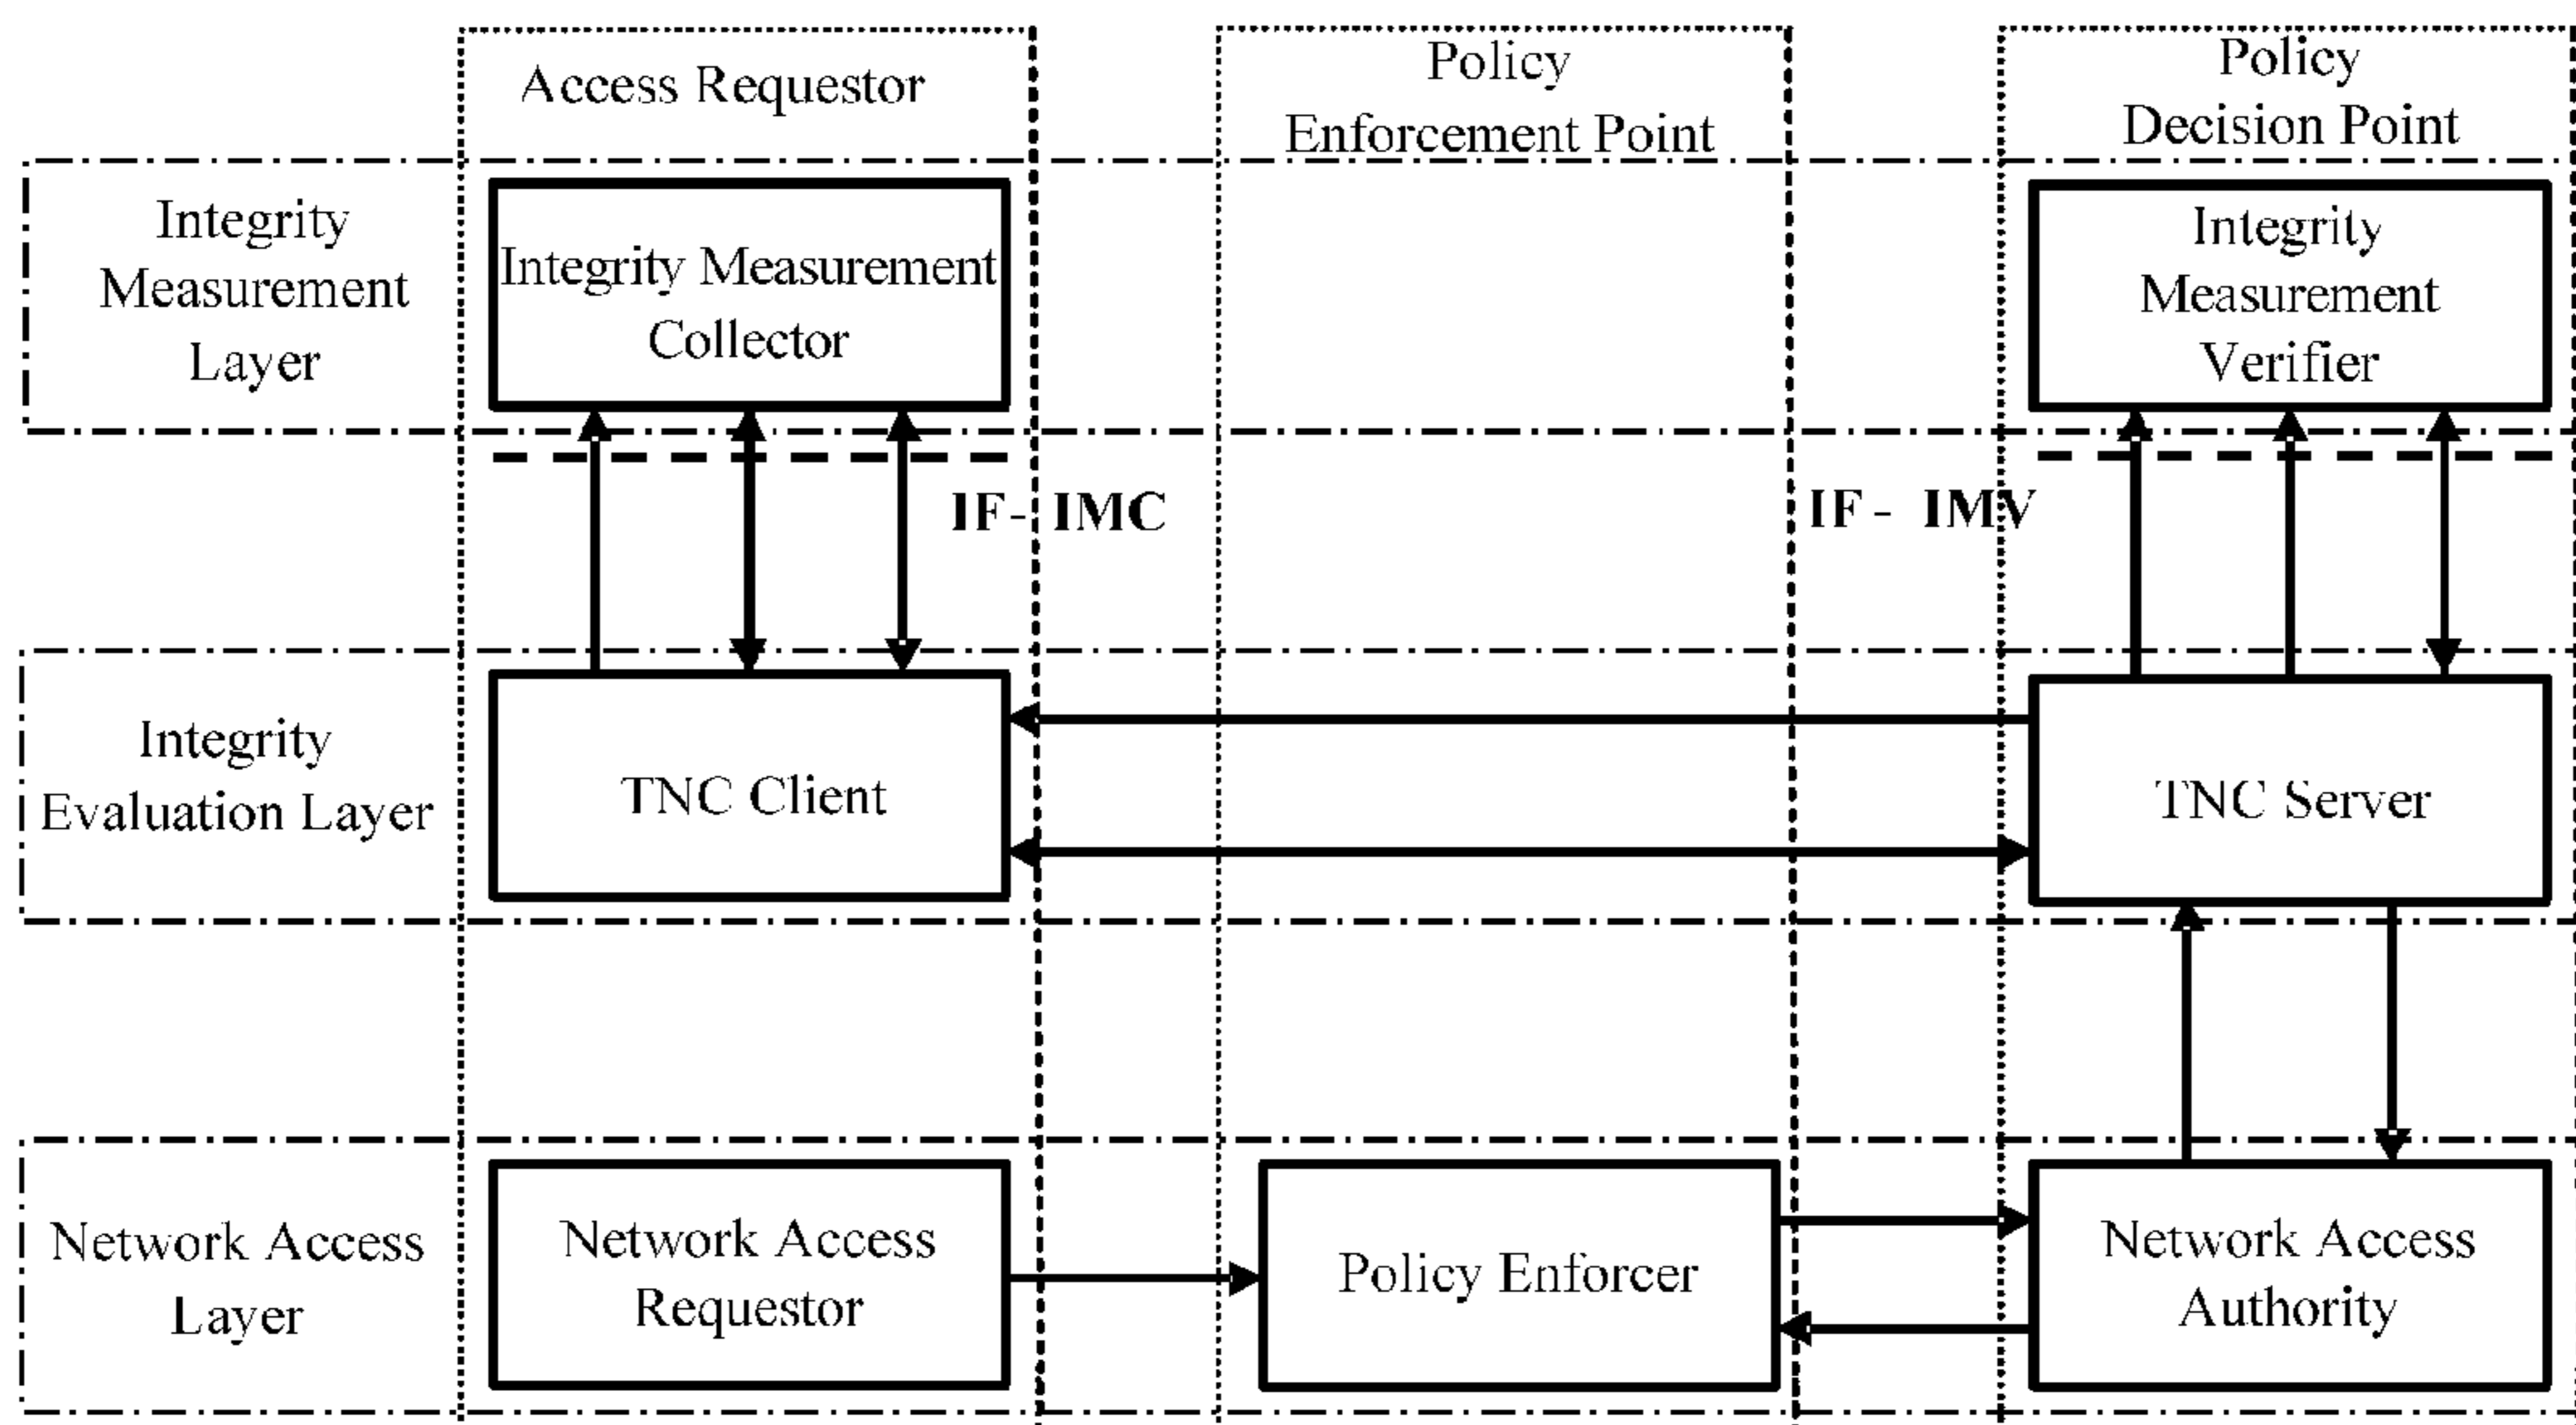 Access Requestor
Policy
Enforcement Point
Policy
Decision Point
Integrity
Measurement
Layer
Integrity Measurement
Collector
Integrity
Measurement
Verifier
IF- IMC
IF - IMV
Integrity
Evaluation Layer
TNC Client
TNC Server
Network Access
Layer
Network Access
Requestor
Policy Enforcer
Network Access
Authority